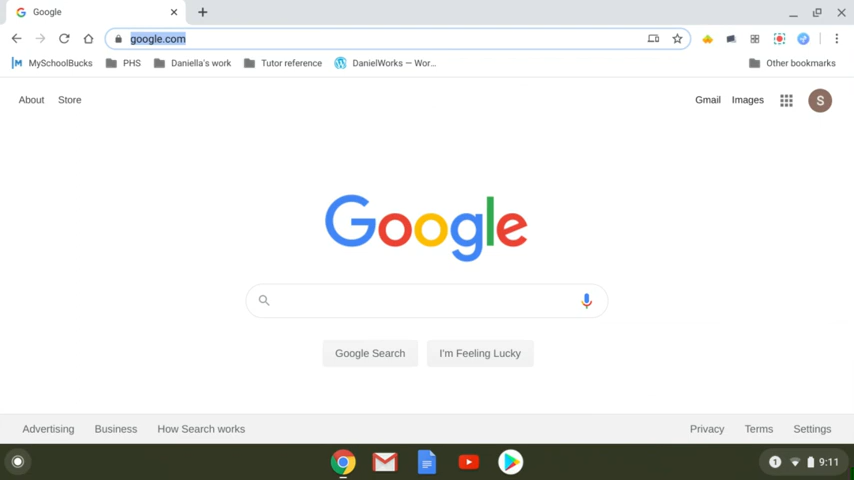 Google
google.com
MySchoolBucks PHS Daniella's work Tutor reference DanielWorks — Wor... Other bookmarks
About Store Gmail Images S
Google
Google Search I'm Feeling Lucky
Advertising Business How Search works Privacy Terms Settings
1 9:11